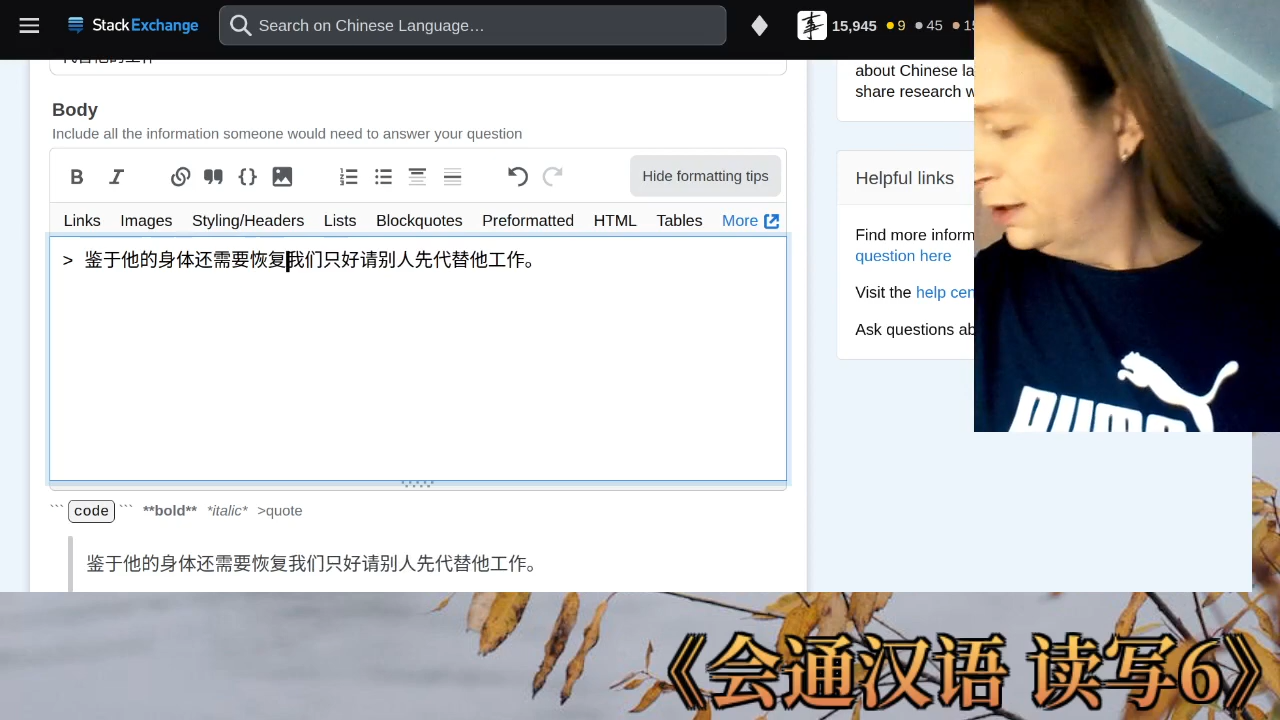 StackExchange
Search on Chinese Language…
15,945
9
45
about Chinese
share research
Body
Include all the information someone would need to answer your question
Hide formatting tips
Links Images Styling/Headers Lists Blockquotes Preformatted HTML Tables More
> 鉴于他的身体还需要恢复我们只好请别人先代替他工作。
``` code ``` **bold** *italic* >quote
鉴于他的身体还需要恢复我们只好请别人先代替他工作。
Helpful links
Find more
question here
Visit the help
Ask questions
PUMA
《会通汉语 读写6》